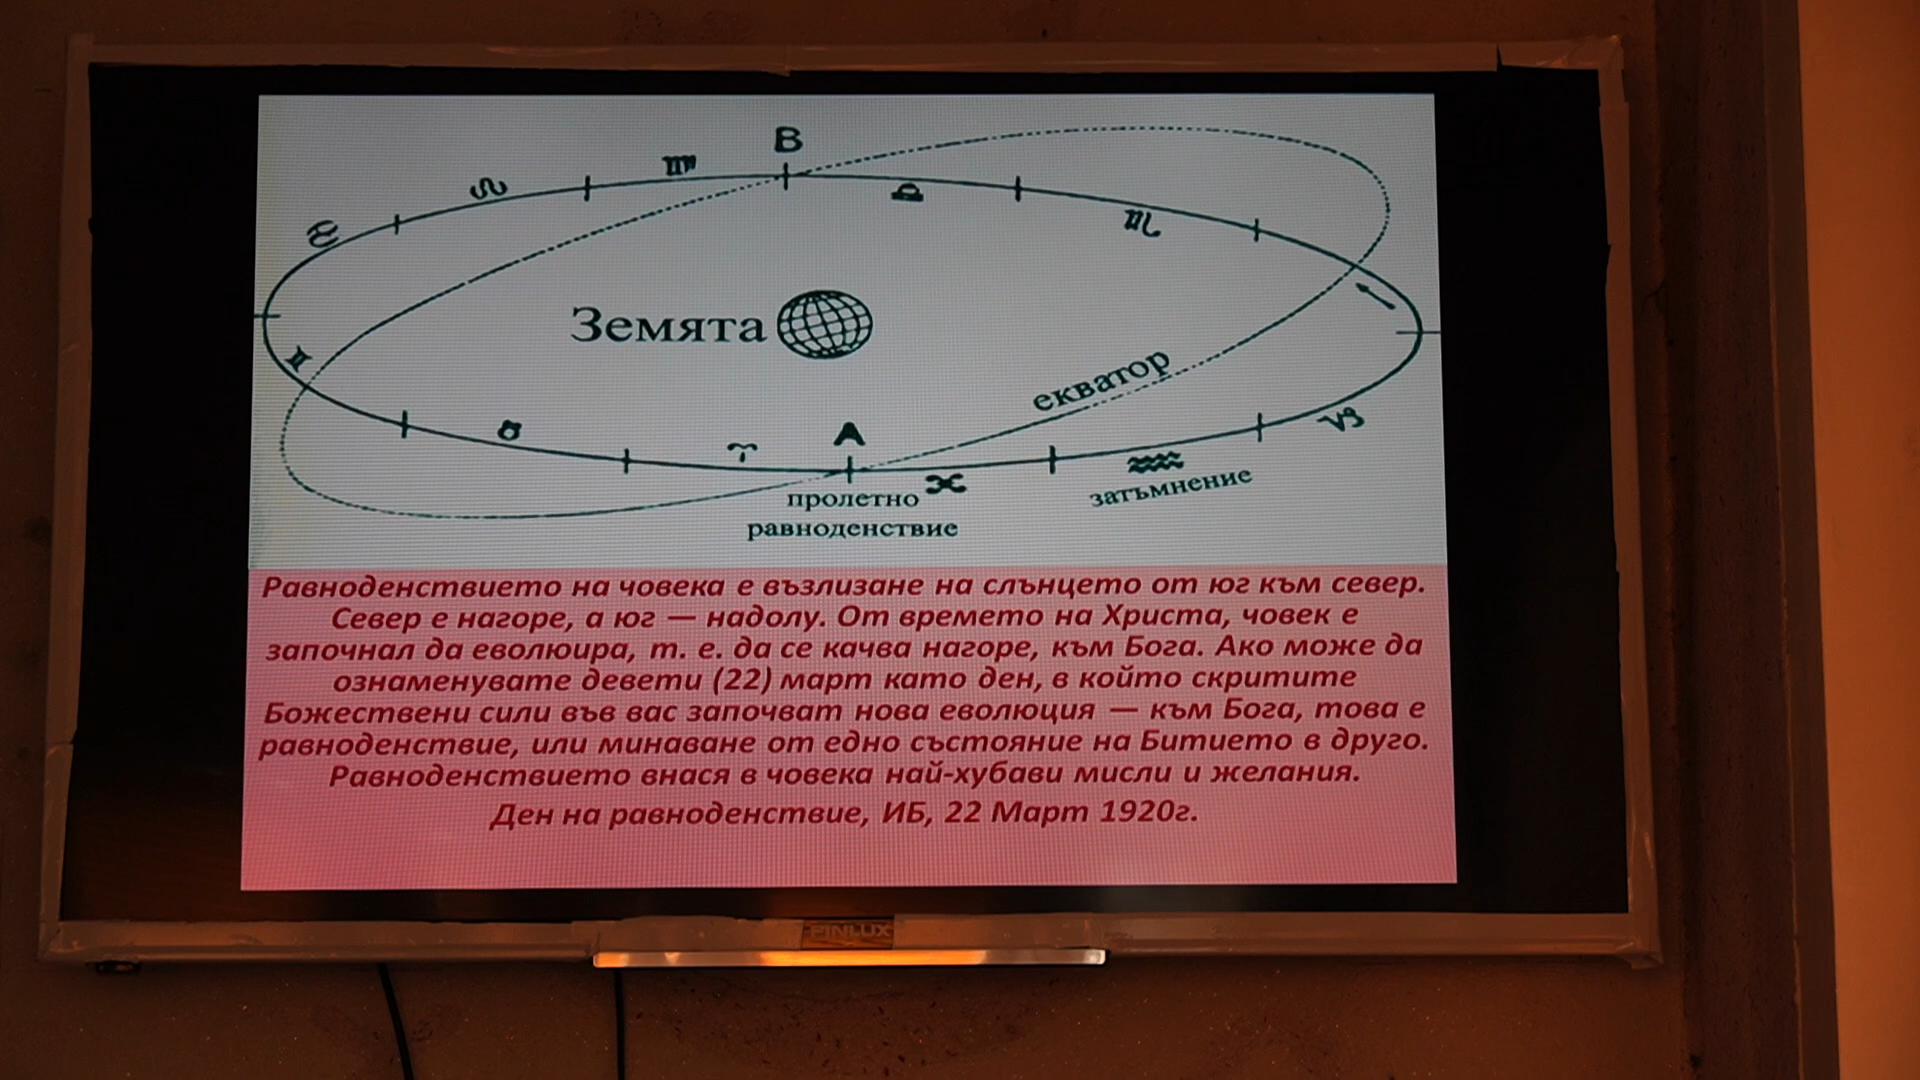 B
♌ ♍
♋ ♎ ♏
Земята
♊
екватор
A
♉ ♈ ♓ ♒ ♑
пролетно
равноденствие
затъмнение
Равноденствието на човека е възлизане на слънцето от юг към север.
Север е нагоре, а юг — надолу. От времето на Христа, човек е
започнал да еволюира, т. е. да се качва нагоре, към Бога. Ако може да
ознаменувате девети (22) март като ден, в който скритите
Божествени сили във вас започват нова еволюция — към Бога, това е
равноденствие, или минаване от едно състояние на Битието в друго.
Равноденствието внася в човека най-хубави мисли и желания.
Ден на равноденствие, ИБ, 22 Март 1920г.
FINLUX